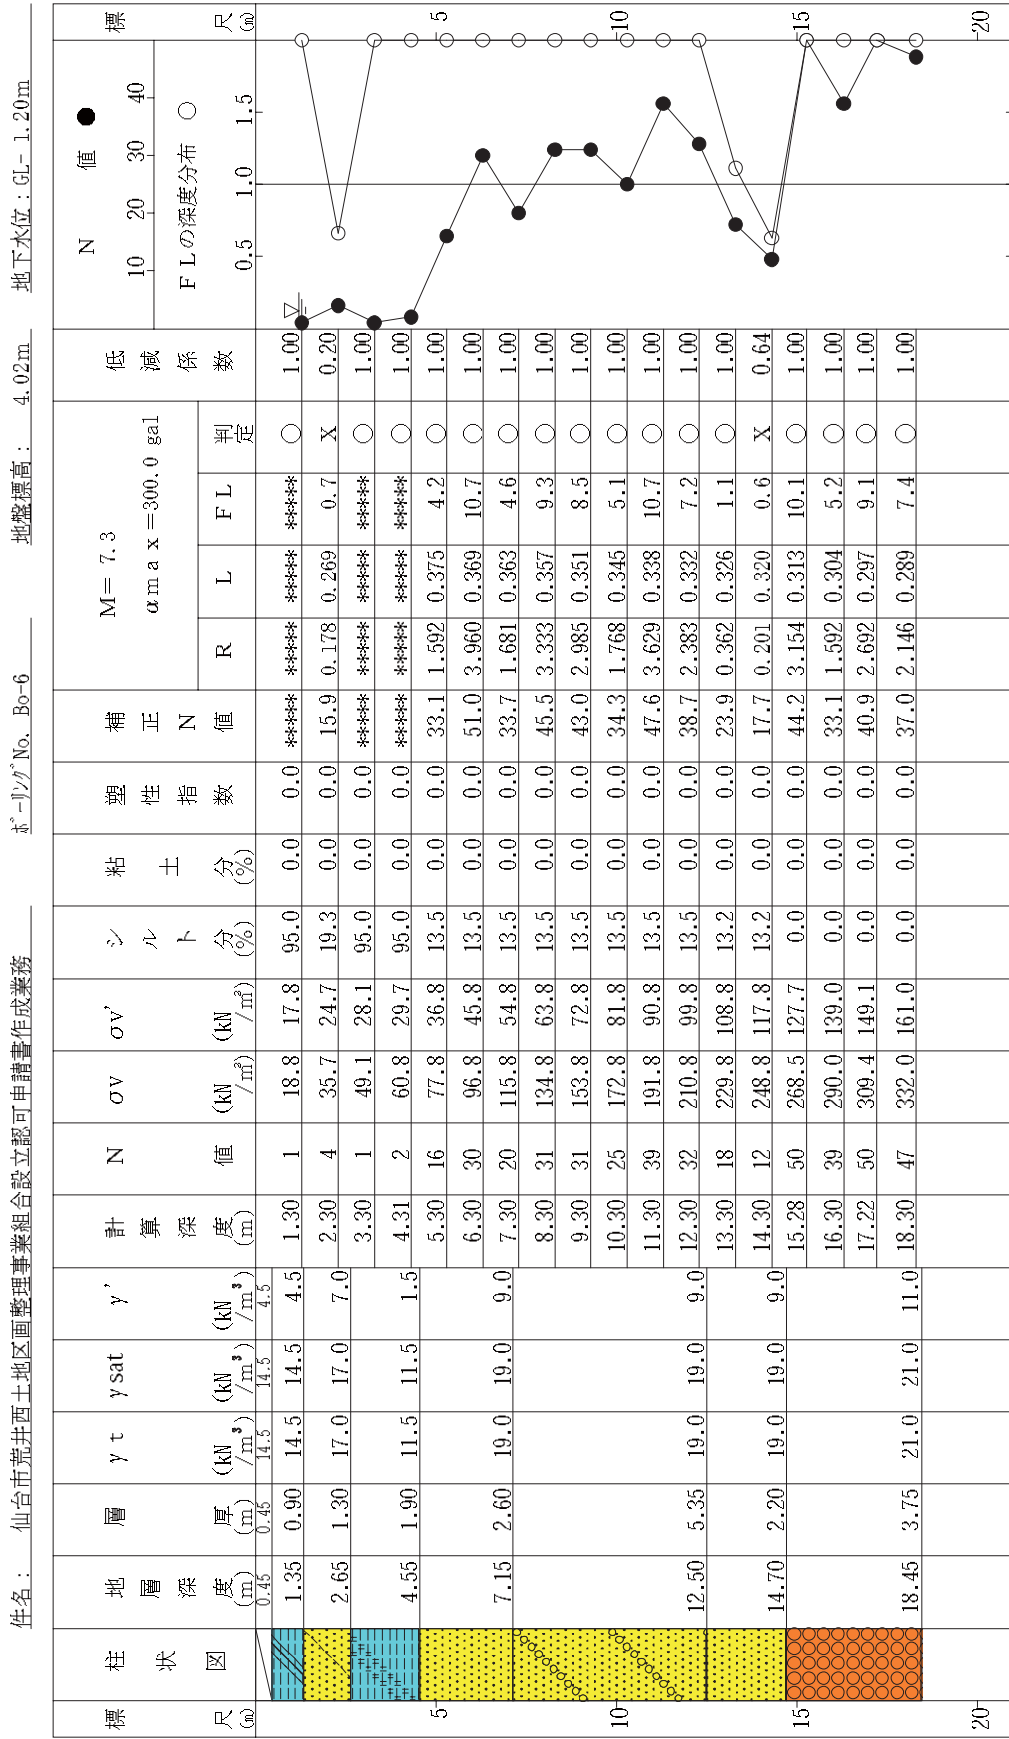 件名： 仙台市荒井西土地区画整理事業組合設立認可申請書作成業務 ﾎﾞｰﾘﾝｸﾞNo. Bo-6 地盤標高： 4.02m 地下水位：GL- 1.20m
標尺(m) 柱状図 地層深度(m) 層厚(m) γt(kN/m³) γsat(kN/m³) γ'(kN/m³) 計算深度(m) N値 σv(kN/m²) σv'(kN/m²) シルト分(%) 粘土分(%) 塑性指数 補正N値 M= 7.3 αmax=300.0 gal R L FL 判定 低減係数 N値 ● 10 20 30 40 FLの深度分布 ○ 0.5 1.0 1.5 標尺(m)
0.45 0.45 14.5 14.5 4.5
1.35 0.90 14.5 14.5 4.5
2.65 1.30 17.0 17.0 7.0
4.55 1.90 11.5 11.5 1.5
7.15 2.60 19.0 19.0 9.0
12.50 5.35 19.0 19.0 9.0
14.70 2.20 19.0 19.0 9.0
18.45 3.75 21.0 21.0 11.0
1.30 1 18.8 17.8 95.0 0.0 0.0 ***** ***** ***** ***** ○ 1.00
2.30 4 35.7 24.7 19.3 0.0 0.0 15.9 0.178 0.269 0.7 X 0.20
3.30 1 49.1 28.1 95.0 0.0 0.0 ***** ***** ***** ***** ○ 1.00
4.31 2 60.8 29.7 95.0 0.0 0.0 ***** ***** ***** ***** ○ 1.00
5.30 16 77.8 36.8 13.5 0.0 0.0 33.1 1.592 0.375 4.2 ○ 1.00
6.30 30 96.8 45.8 13.5 0.0 0.0 51.0 3.960 0.369 10.7 ○ 1.00
7.30 20 115.8 54.8 13.5 0.0 0.0 33.7 1.681 0.363 4.6 ○ 1.00
8.30 31 134.8 63.8 13.5 0.0 0.0 45.5 3.333 0.357 9.3 ○ 1.00
9.30 31 153.8 72.8 13.5 0.0 0.0 43.0 2.985 0.351 8.5 ○ 1.00
10.30 25 172.8 81.8 13.5 0.0 0.0 34.3 1.768 0.345 5.1 ○ 1.00
11.30 39 191.8 90.8 13.5 0.0 0.0 47.6 3.629 0.338 10.7 ○ 1.00
12.30 32 210.8 99.8 13.5 0.0 0.0 38.7 2.383 0.332 7.2 ○ 1.00
13.30 18 229.8 108.8 13.2 0.0 0.0 23.9 0.362 0.326 1.1 ○ 1.00
14.30 12 248.8 117.8 13.2 0.0 0.0 17.7 0.201 0.320 0.6 X 0.64
15.28 50 268.5 127.7 0.0 0.0 0.0 44.2 3.154 0.313 10.1 ○ 1.00
16.30 39 290.0 139.0 0.0 0.0 0.0 33.1 1.592 0.304 5.2 ○ 1.00
17.22 50 309.4 149.1 0.0 0.0 0.0 40.9 2.692 0.297 9.1 ○ 1.00
18.30 47 332.0 161.0 0.0 0.0 0.0 37.0 2.146 0.289 7.4 ○ 1.00
5 5
10 10
15 15
20 20